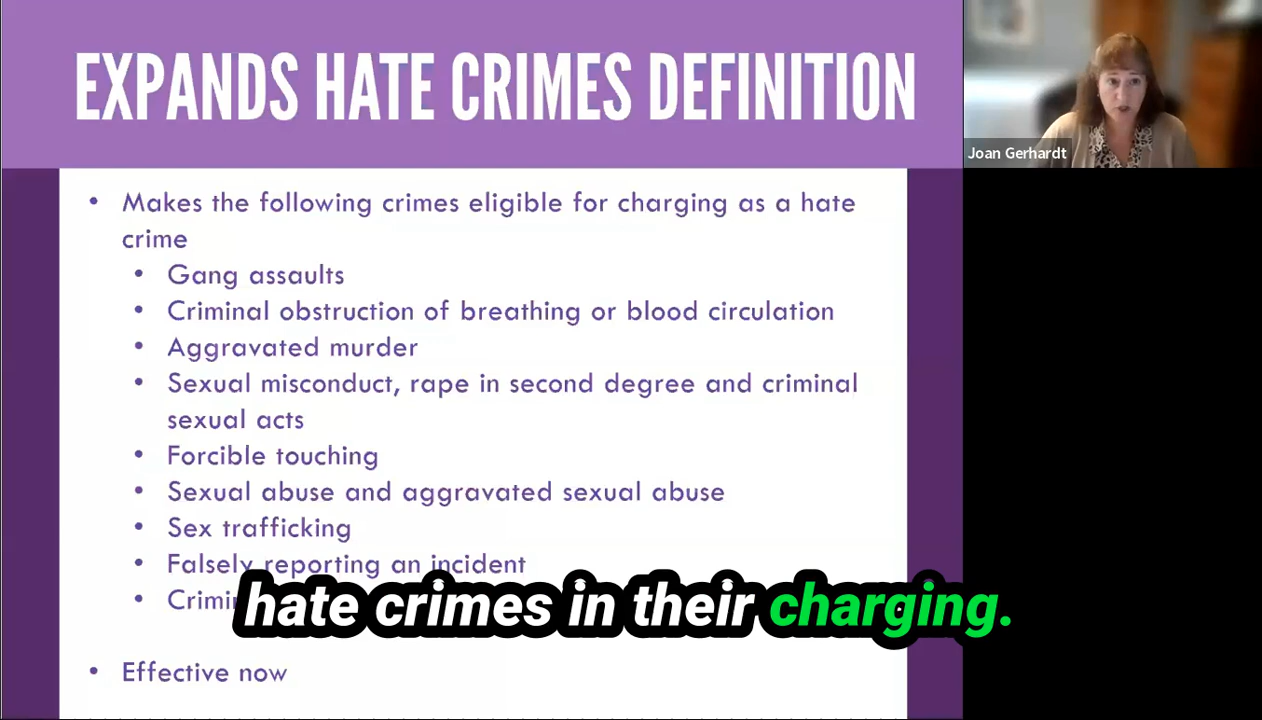 EXPANDS HATE CRIMES DEFINITION
Joan Gerhardt
• Makes the following crimes eligible for charging as a hate
crime
• Gang assaults
• Criminal obstruction of breathing or blood circulation
• Aggravated murder
• Sexual misconduct, rape in second degree and criminal
sexual acts
• Forcible touching
• Sexual abuse and aggravated sexual abuse
• Sex trafficking
• Falsely reporting an incident
•
hate crimes in their charging.
• Effective now